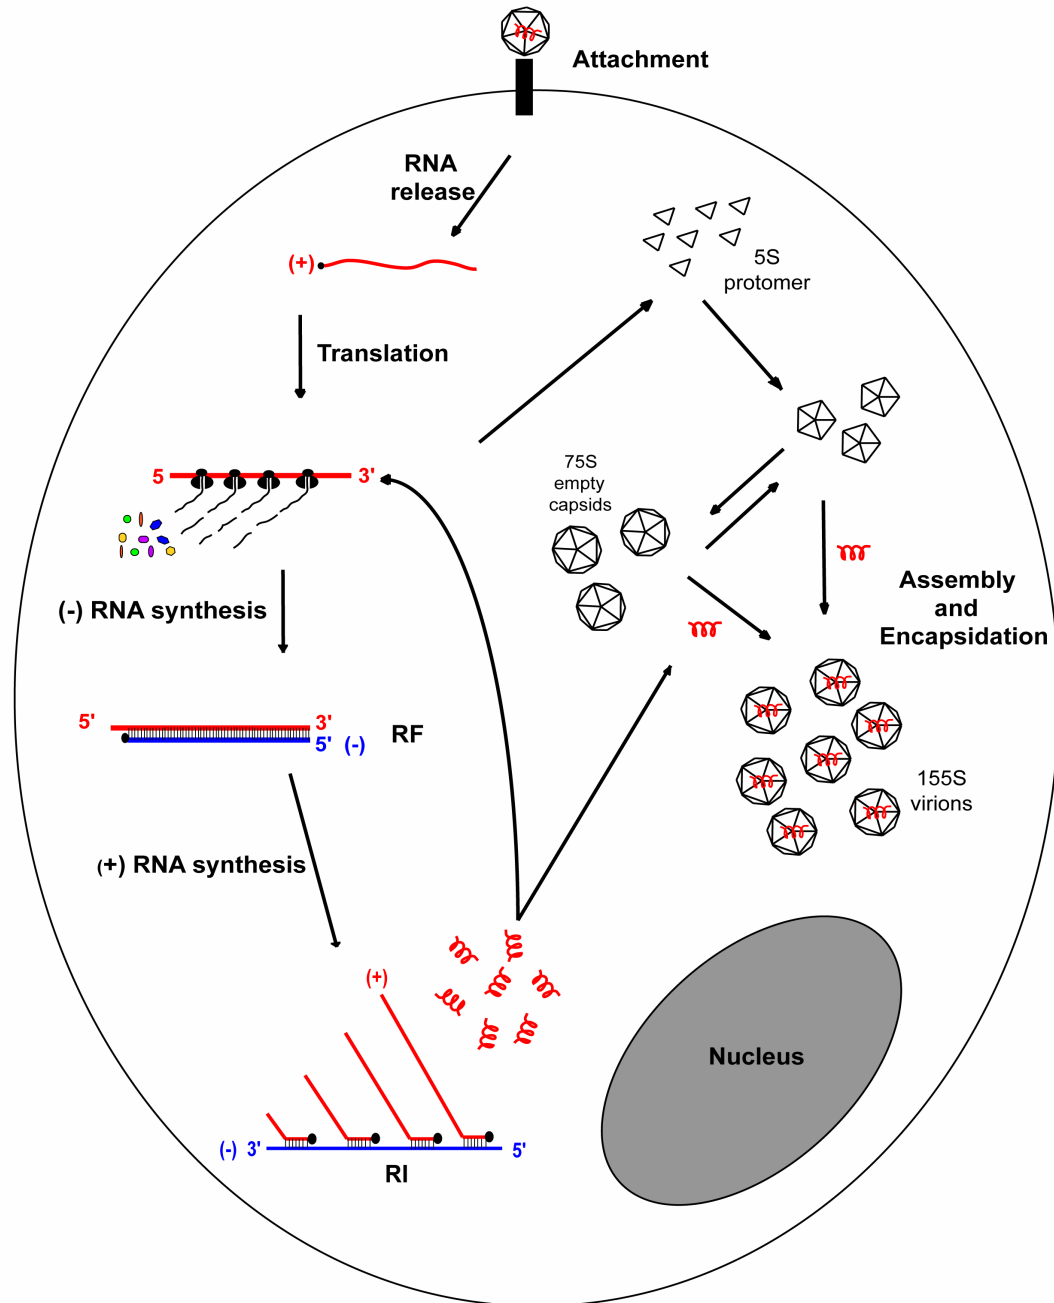 Attachment
RNA
release
(+)
5S
protomer
Translation
5
3'
75S
empty
capsids
Assembly
and
Encapsidation
(-) RNA synthesis
5'
3'
5' (-)
RF
155S
virions
(+) RNA synthesis
(+)
Nucleus
(-) 3'
5'
RI